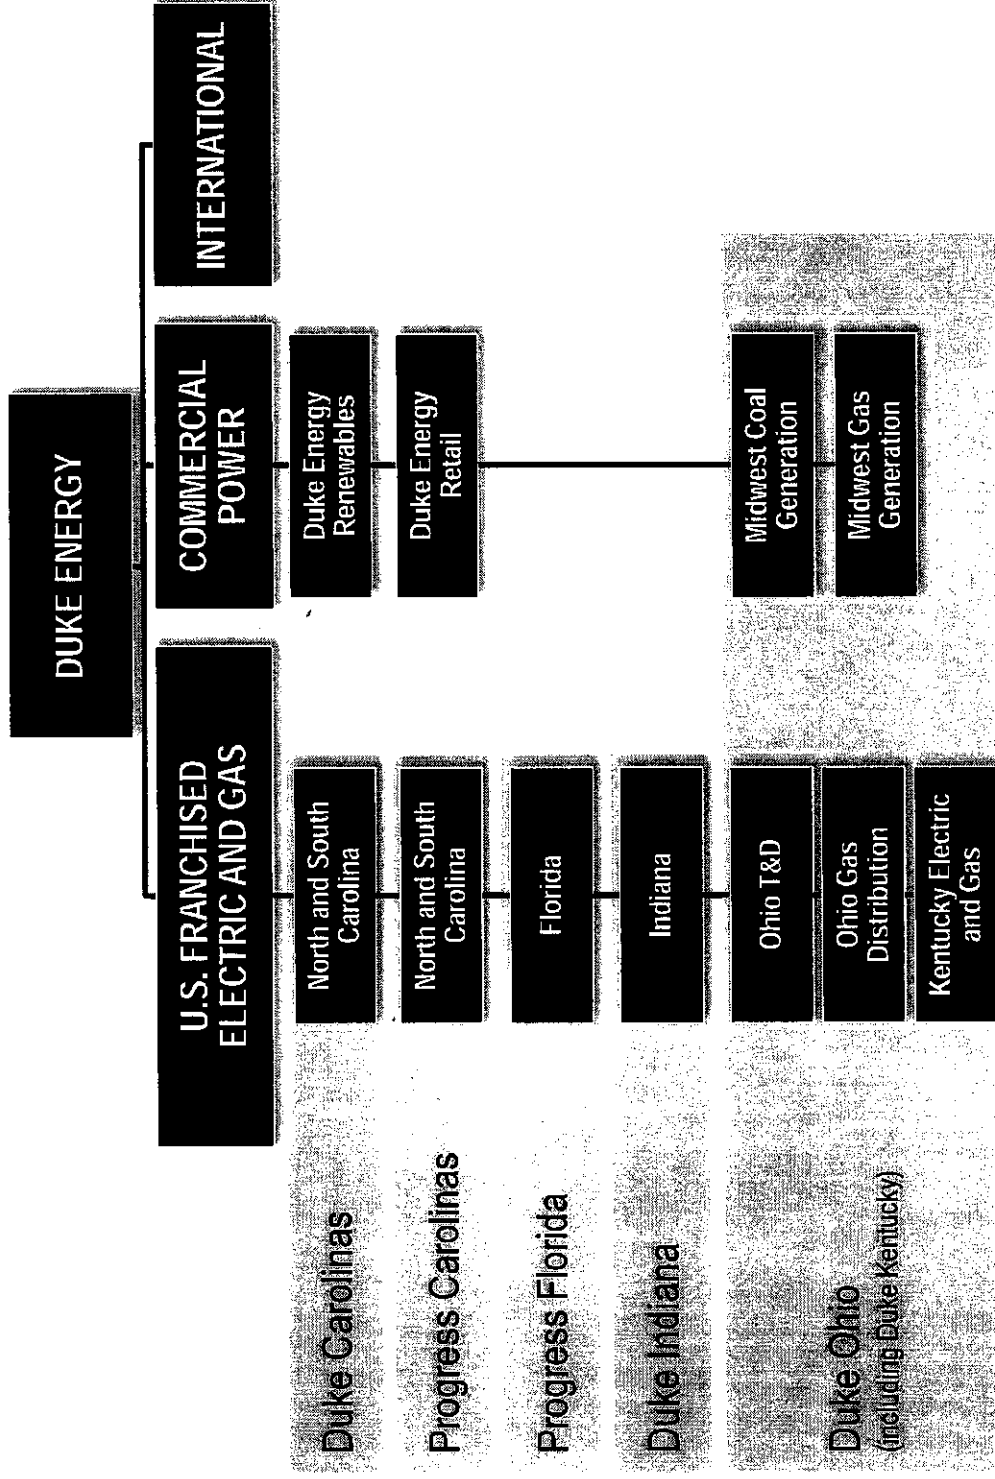 DUKE ENERGY
U.S. FRANCHISED
ELECTRIC AND GAS
COMMERCIAL
POWER
INTERNATIONAL
Duke Carolinas
North and South
Carolina
Duke Energy
Renewables
Progress Carolinas
North and South
Carolina
Duke Energy
Retail
Progress Florida
Florida
Duke Indiana
Indiana
Duke Ohio
(including Duke Kentucky)
Ohio T&D
Ohio Gas
Distribution
Kentucky Electric
and Gas
Midwest Coal
Generation
Midwest Gas
Generation